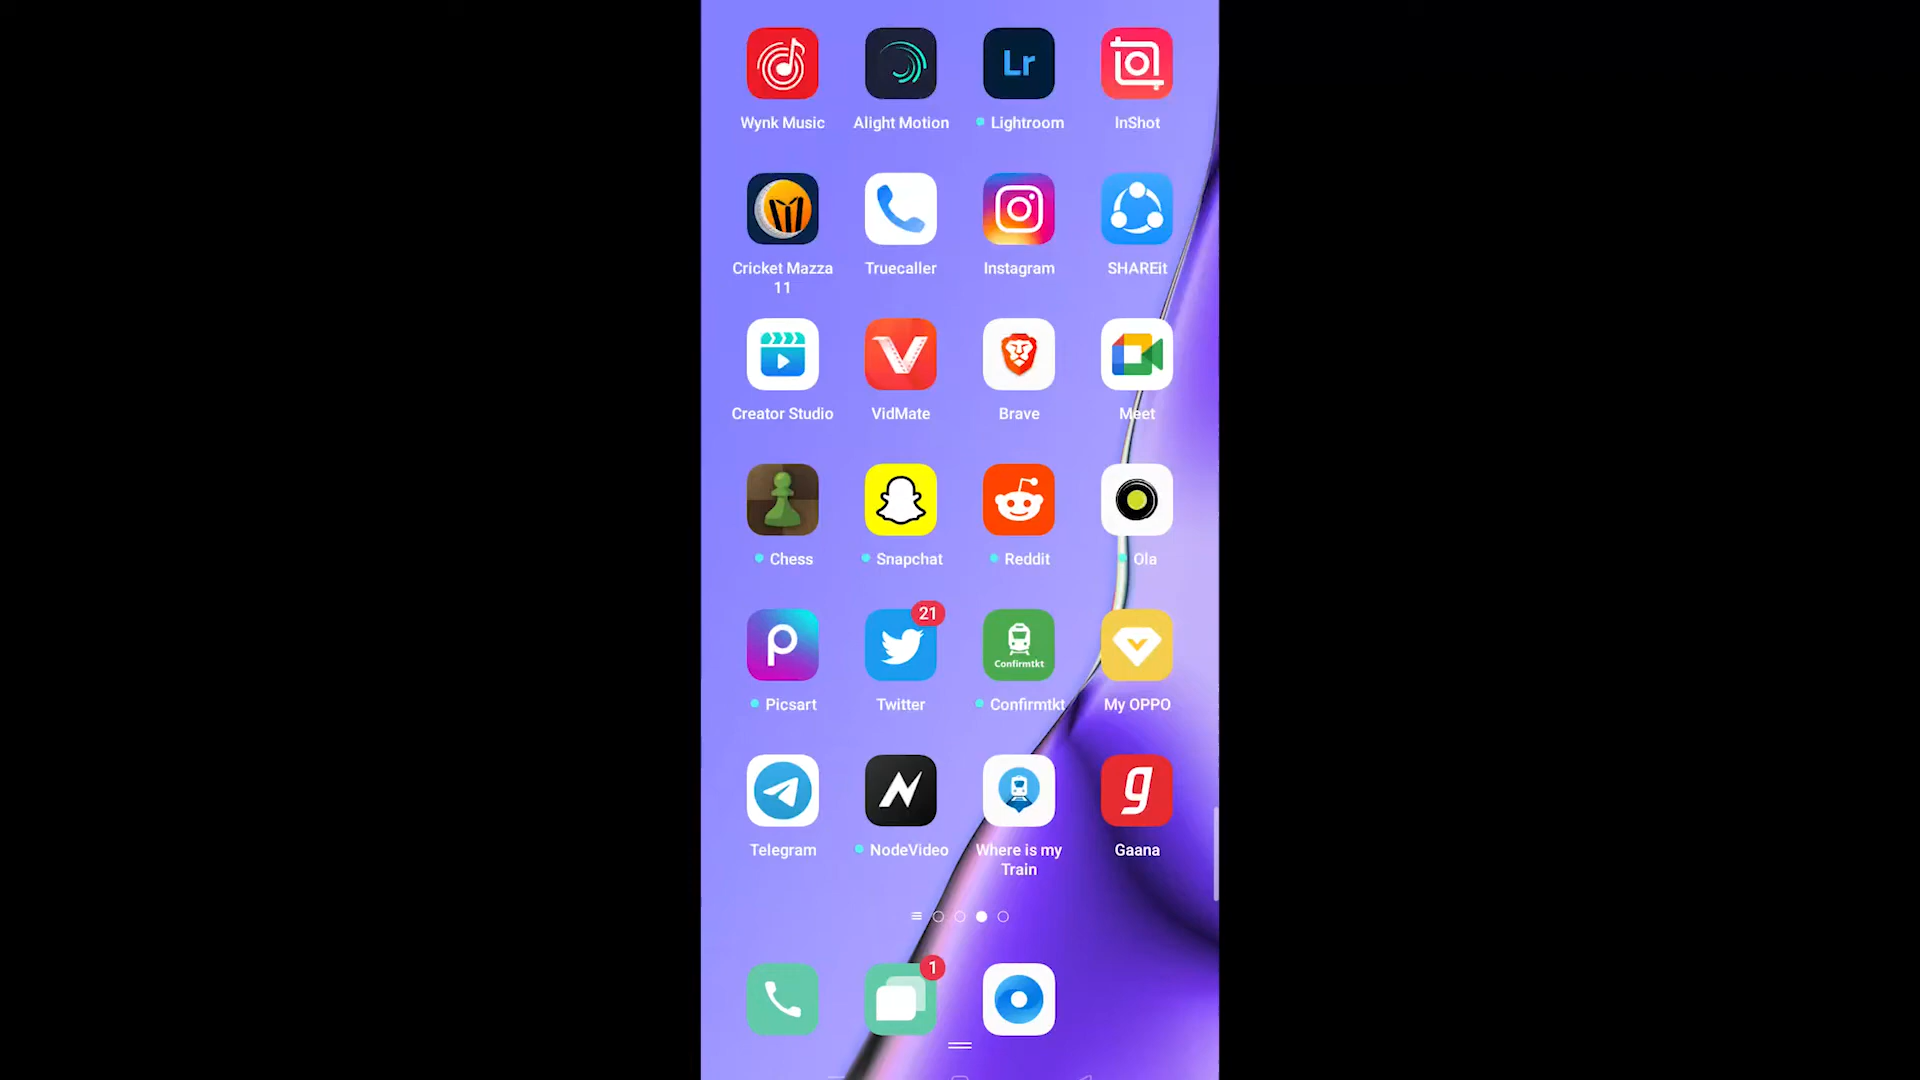 Lr
Wynk Music
Alight Motion
Lightroom
InShot
Cricket Mazza
11
Truecaller
Instagram
SHAREit
Creator Studio
VidMate
Brave
Meet
Chess
Snapchat
Reddit
Ola
21
Confirmtkt
Picsart
Twitter
Confirmtkt
My OPPO
g
Telegram
NodeVideo
Where is my
Train
Gaana
1